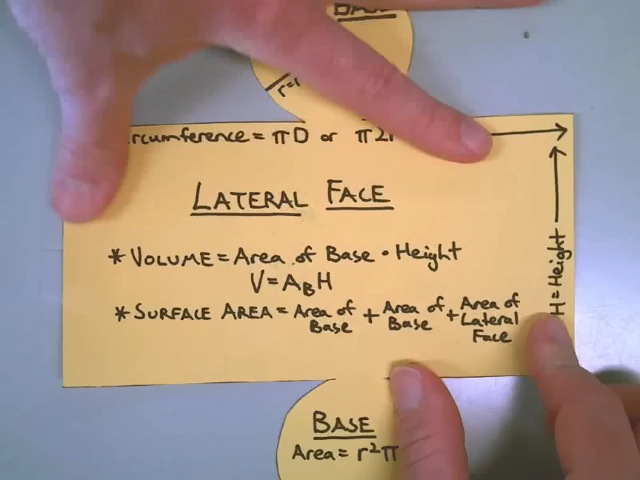 BASE
r=
rcumference = πD or π2r
LATERAL FACE
* VOLUME = Area of Base • Height
V = A_B H
* SURFACE AREA = Area of Base + Area of Base + Area of Lateral Face
H = Height
BASE
Area = r²π